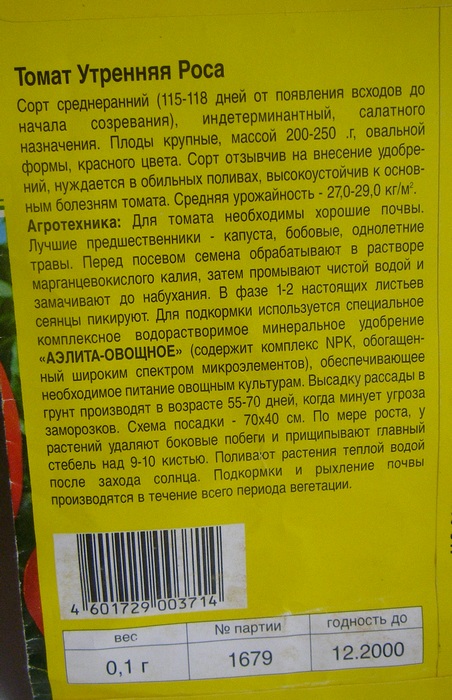 Томат Утренняя Роса
Сорт среднеранний (115-118 дней от появления всходов до
начала созревания), индетерминантный, салатного
назначения. Плоды крупные, массой 200-250 .г, овальной
формы, красного цвета. Сорт отзывчив на внесение удобре-
ний, нуждается в обильных поливах, высокоустойчив к основ-
ным болезням томата. Средняя урожайность - 27,0-29,0 кг/м².
Агротехника: Для томата необходимы хорошие почвы.
Лучшие предшественники - капуста, бобовые, однолетние
травы. Перед посевом семена обрабатывают в растворе
марганцевокислого калия, затем промывают чистой водой и
замачивают до набухания. В фазе 1-2 настоящих листьев
сеянцы пикируют. Для подкормки используется специальное
комплексное водорастворимое минеральное удобрение
«АЭЛИТА-ОВОЩНОЕ» (содержит комплекс NPK, обогащен-
ный широким спектром микроэлементов), обеспечивающее
необходимое питание овощным культурам. Высадку рассады в
грунт производят в возрасте 55-70 дней, когда минует угроза
заморозков. Схема посадки - 70х40 см. По мере роста, у
растений удаляют боковые побеги и прищипывают главный
стебель над 9-10 кистью. Поливают растения теплой водой
после захода солнца. Подкормки и рыхление почвы
производятся в течение всего периода вегетации.
4 601729 003714
вес № партии годность до
0,1 г 1679 12.2000